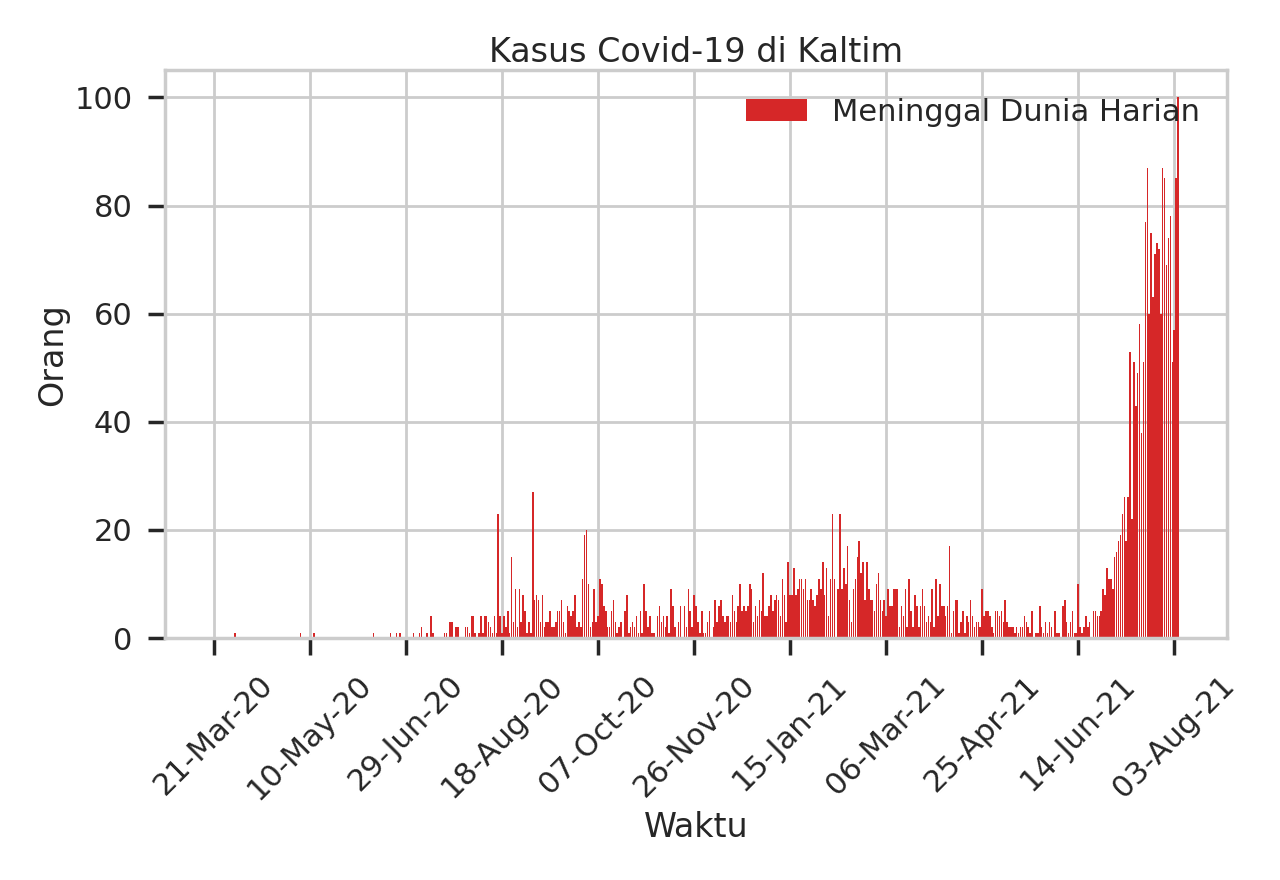 Kasus Covid-19 di Kaltim
Meninggal Dunia Harian
Orang
100
80
60
40
20
0
21-Mar-20
10-May-20
29-Jun-20
18-Aug-20
07-Oct-20
26-Nov-20
15-Jan-21
06-Mar-21
25-Apr-21
14-Jun-21
03-Aug-21
Waktu